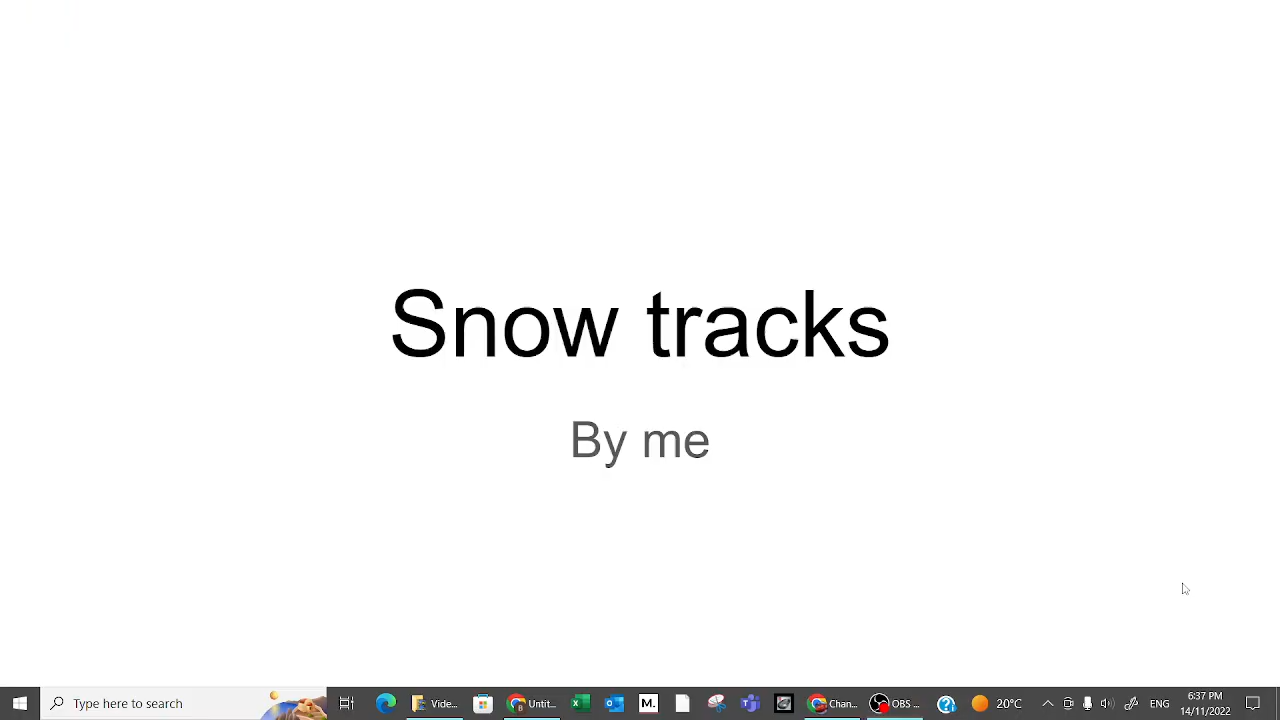 Snow tracks
By me
Type here to search
Vide...
Unti...
M.
Chan...
OBS ...
20°C
ENG
6:37 PM
14/11/2022